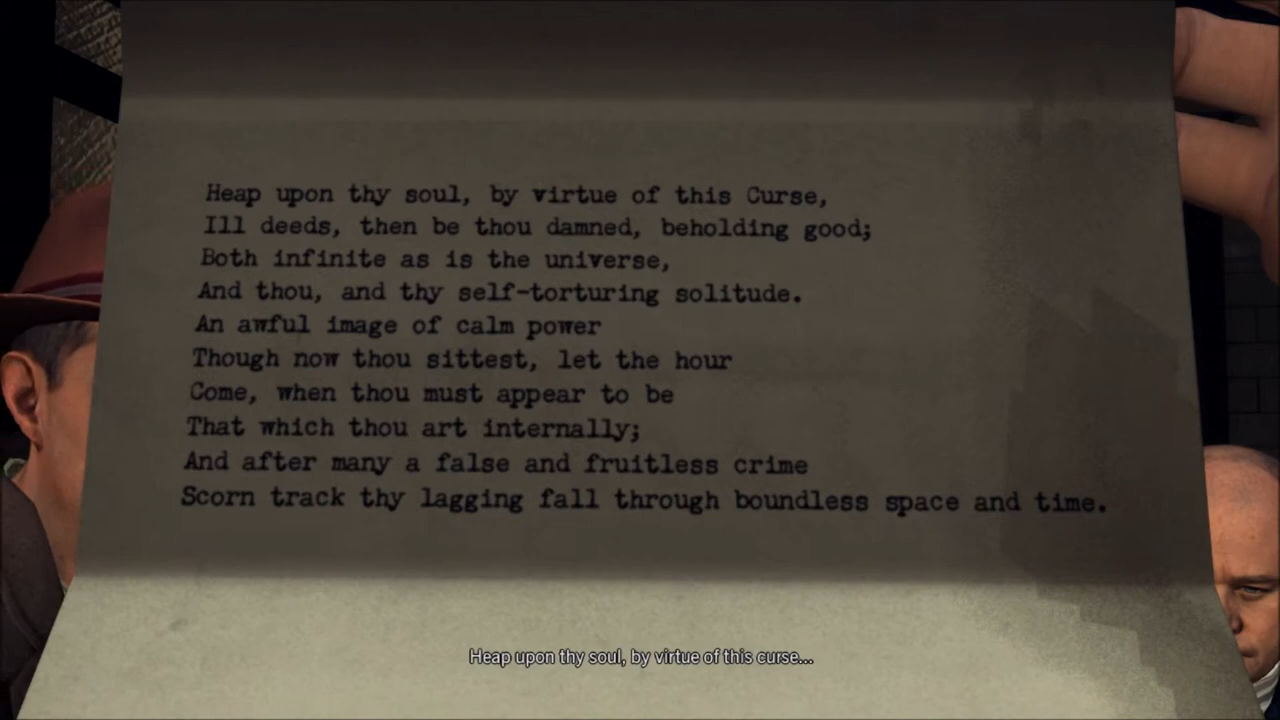 Heap upon thy soul, by virtue of this Curse,
Ill deeds, then be thou damned, beholding good;
Both infinite as is the universe,
And thou, and thy self-torturing solitude.
An awful image of calm power
Though now thou sittest, let the hour
Come, when thou must appear to be
That which thou art internally;
And after many a false and fruitless crime
Scorn track thy lagging fall through boundless space and time.
Heap upon thy soul, by virtue of this curse...